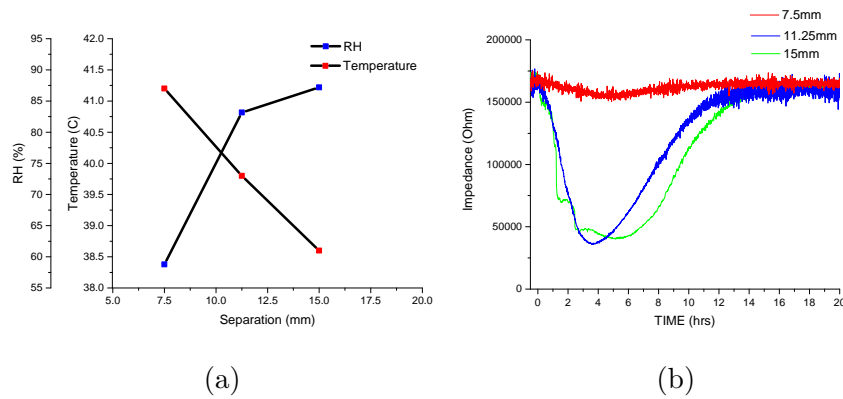 RH
Temperature
RH (%)
95
90
85
80
75
70
65
60
55
Temperature (C)
42.0
41.5
41.0
40.5
40.0
39.5
39.0
38.5
38.0
5.0 7.5 10.0 12.5 15.0 17.5 20.0
Separation (mm)
(a)
7.5mm
11.25mm
15mm
Impedance (Ohm)
200000
150000
100000
50000
0
0 2 4 6 8 10 12 14 16 18 20
TIME (hrs)
(b)